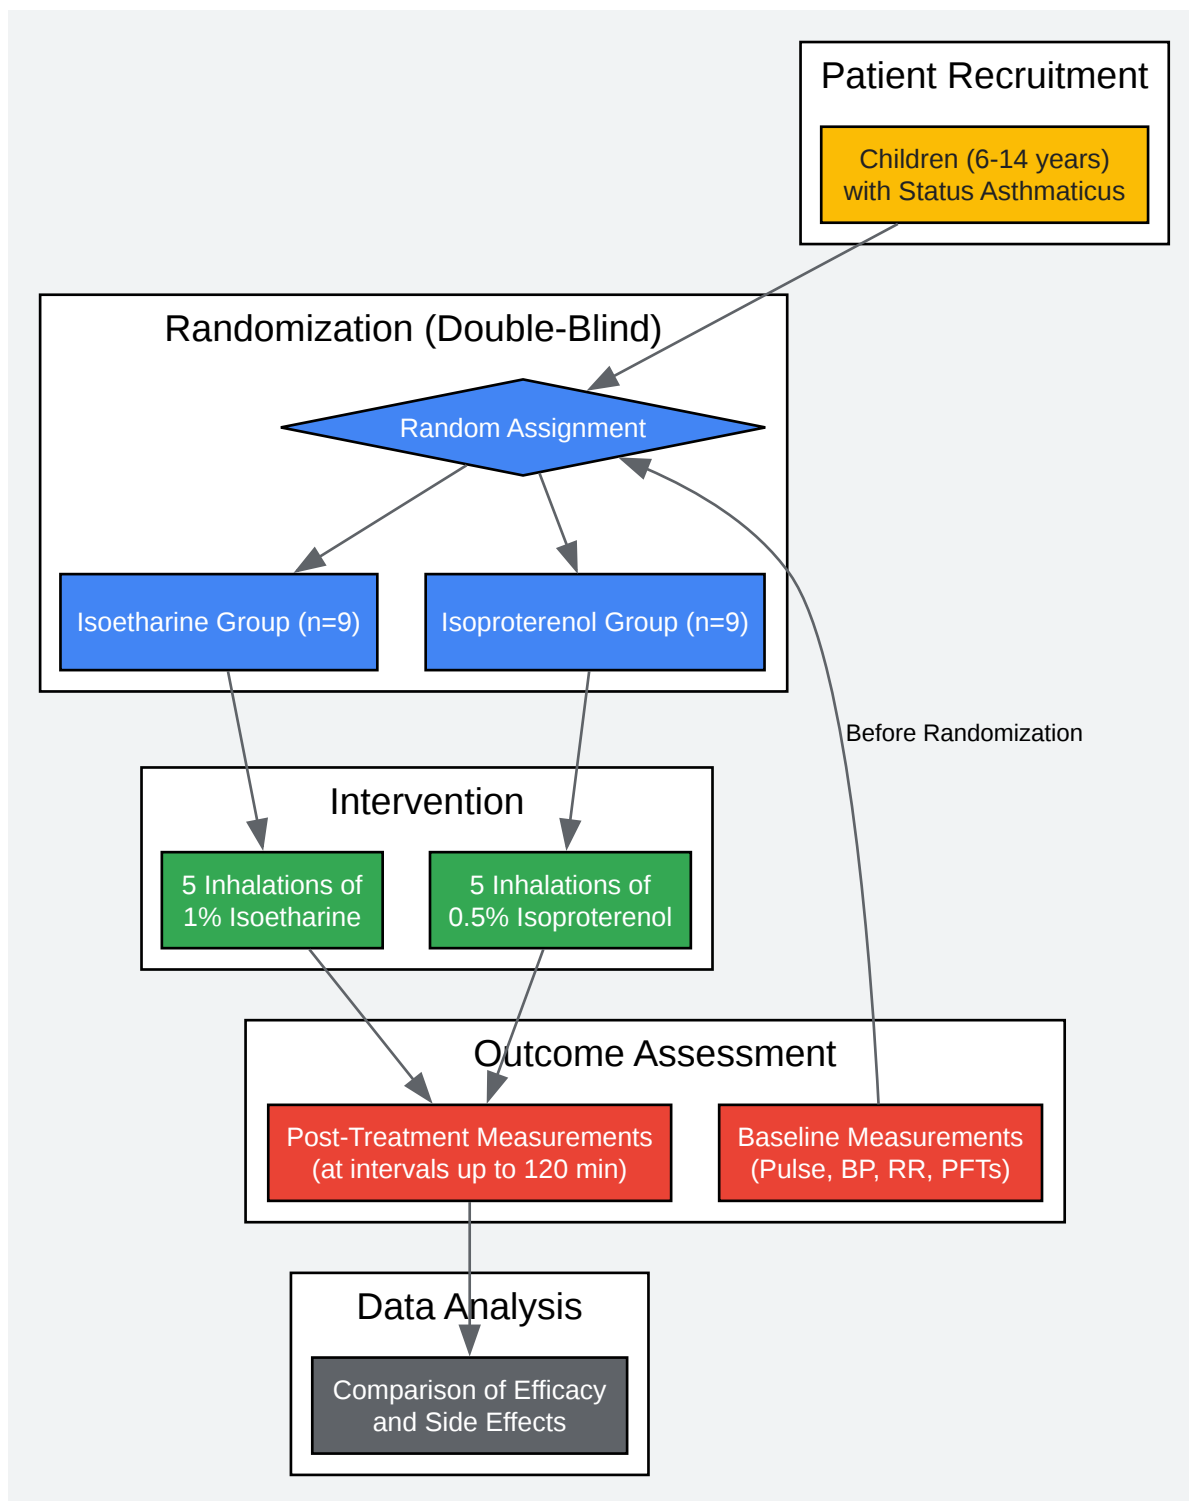 Patient Recruitment
Children (6-14 years)
with Status Asthmaticus
Randomization (Double-Blind)
Random Assignment
Isoetharine Group (n=9)
Isoproterenol Group (n=9)
Before Randomization
Intervention
5 Inhalations of
1% Isoetharine
5 Inhalations of
0.5% Isoproterenol
Outcome Assessment
Post-Treatment Measurements
(at intervals up to 120 min)
Baseline Measurements
(Pulse, BP, RR, PFTs)
Data Analysis
Comparison of Efficacy
and Side Effects